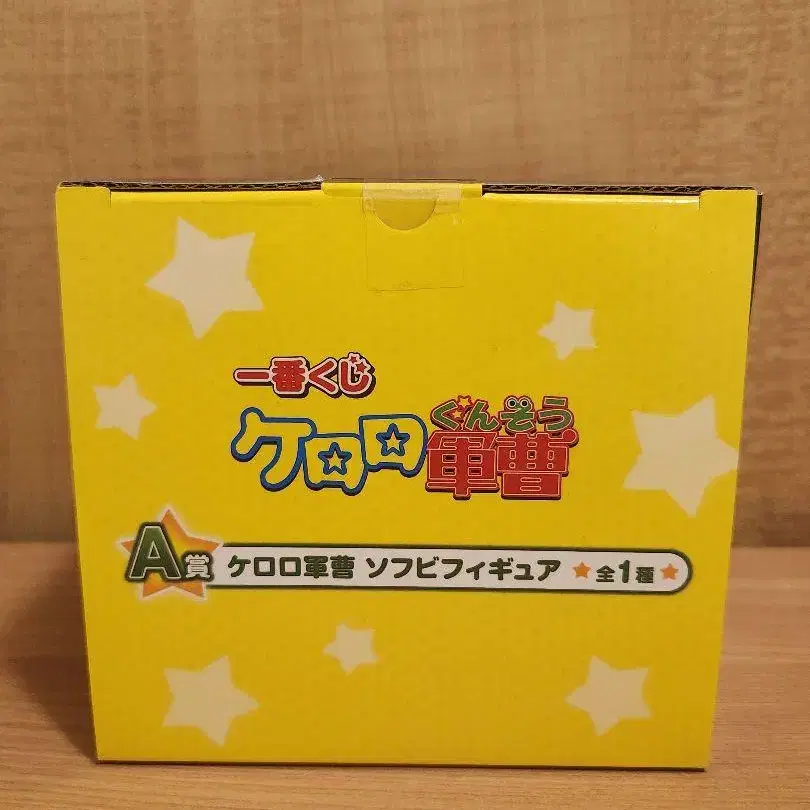 一番くじ
ケロロ軍曹
ぐんそう
A賞 ケロロ軍曹 ソフビフィギュア ★全1種★